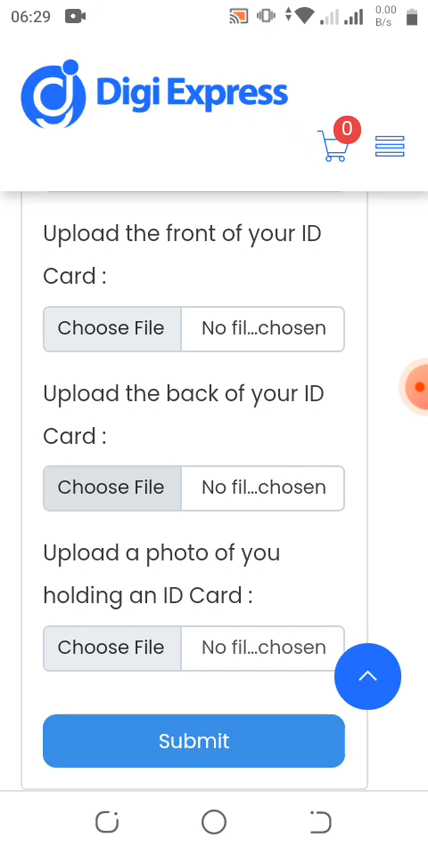 06:29
0.00
B/s
Digi Express
0
Upload the front of your ID
Card :
Choose File No fil...chosen
Upload the back of your ID
Card :
Choose File No fil...chosen
Upload a photo of you
holding an ID Card :
Choose File No fil...chosen
Submit